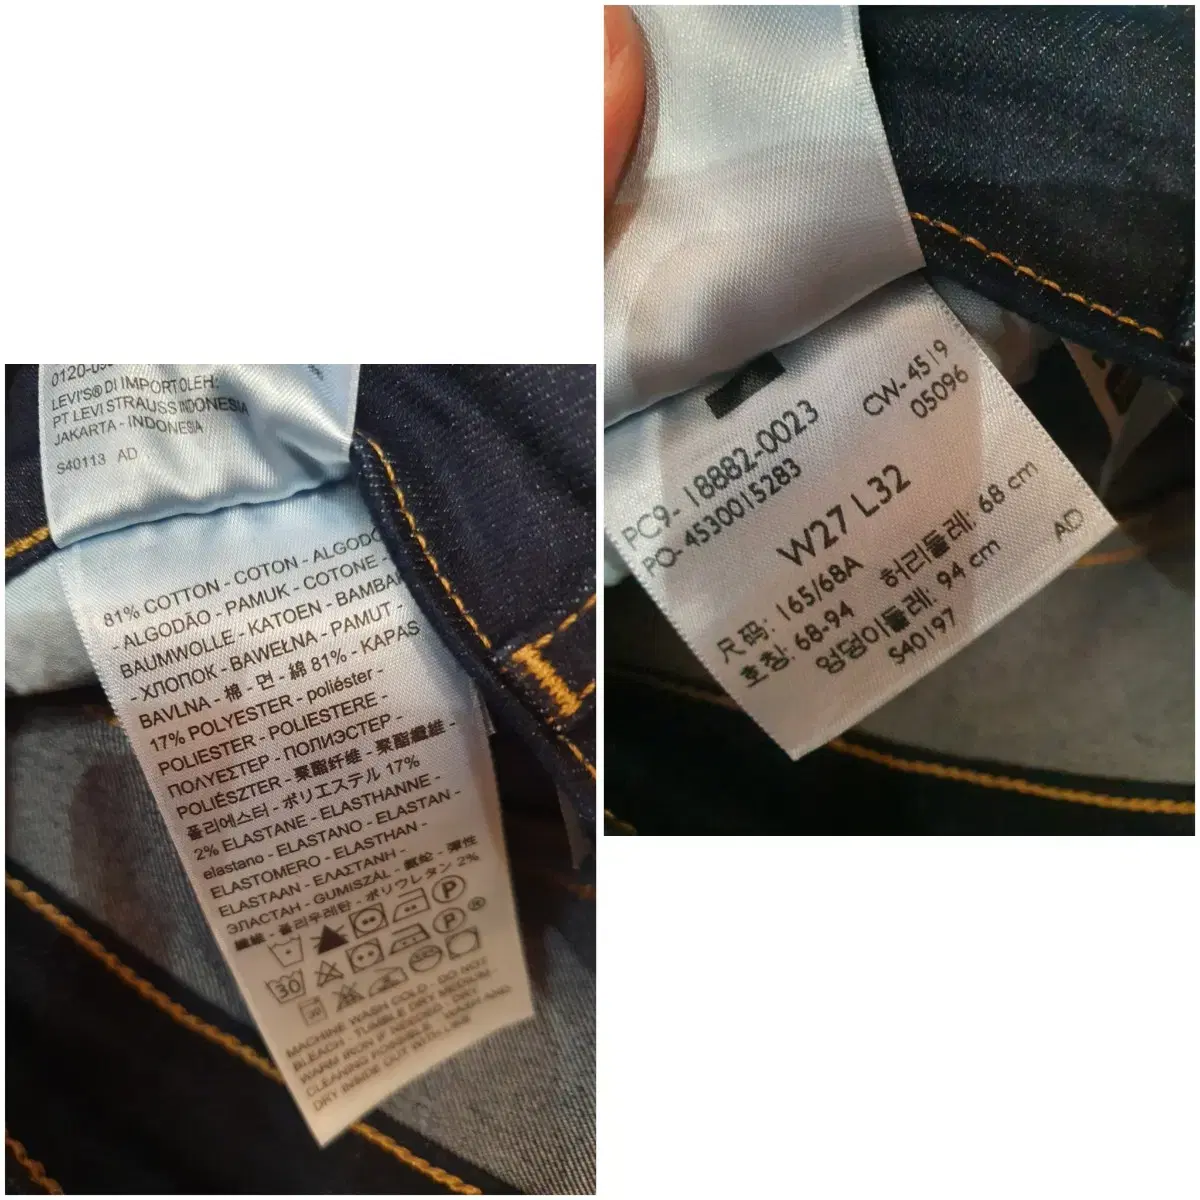 0120-09
LEVI'S® DI IMPORT OLEH:
PT LEVI STRAUSS INDONESIA
JAKARTA - INDONESIA
S40113 AD
81% COTTON - COTON - ALGODO
- ALGODÃO - PAMUK - COTONE -
BAUMWOLLE - KATOEN - BAMBA
- ХЛОПОК - BAWEŁNA - PAMUT -
BAVLNA - 棉 - 면 - 綿 81% - KAPAS
17% POLYESTER - poliéster -
POLIESTER - POLIESTERE -
ΠΟΛΥΕΣΤΕΡ - ПОЛИЭСТЕР -
POLIÉSZTER - 聚酯纤维 - 聚酯纖維 -
폴리에스터 - ポリエステル 17%
2% ELASTANE - ELASTHANNE -
elastano - ELASTANO - ELASTAN -
ELASTOMERO - ELASTHAN -
ELASTAAN - ΕΛΑΣΤΑΝΗ -
ЭЛАСТАН - GUMISZÁL - 氨纶 - 彈性
纖維 - 폴리우레탄 - ポリウレタン 2%
P
P ®
30
30
MACHINE WASH COLD - DO NOT
BLEACH - TUMBLE DRY MEDIUM-
WARM IRON IF NEEDED - DRY
CLEANING POSSIBLE - WASH AND
DRY INSIDE OUT WITH LIKE
PC9- 18882-0023
CW-4519
PO- 4530015283
05096
W27 L32
尺码: 165/68A
허리둘레: 68 cm
호칭: 68-94
엉덩이둘레: 94 cm
S40197
AD